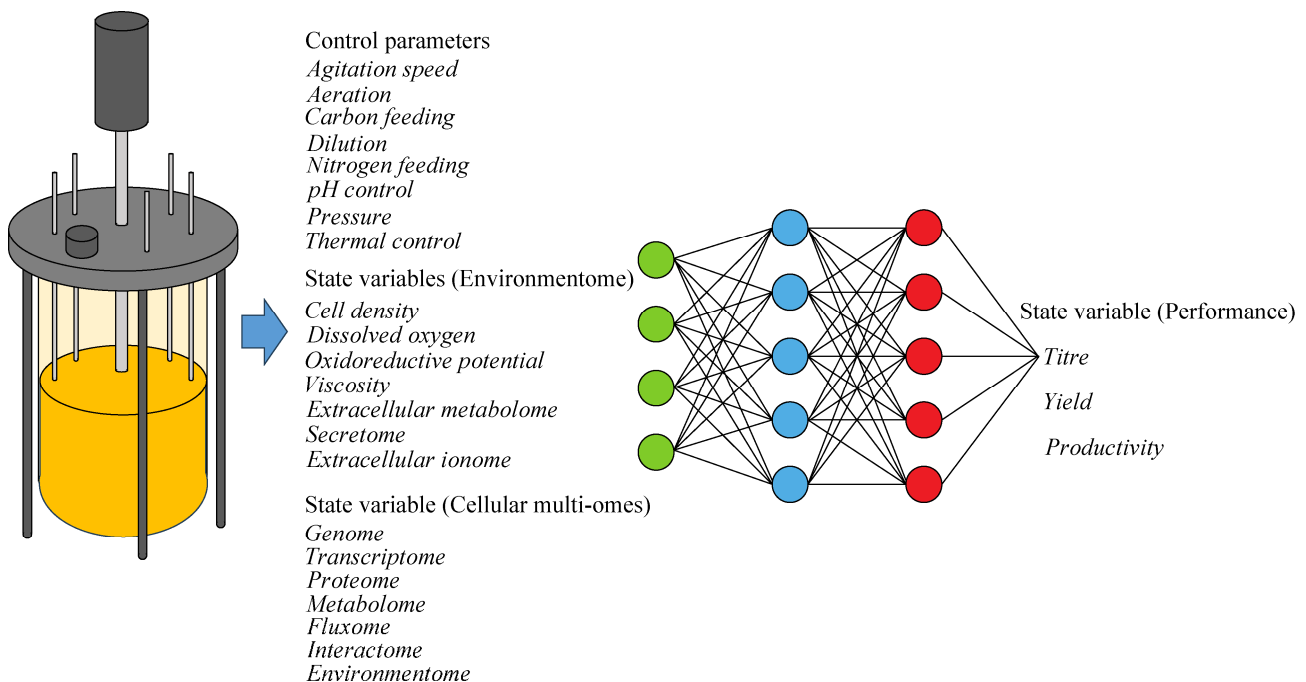 Control parameters
Agitation speed
Aeration
Carbon feeding
Dilution
Nitrogen feeding
pH control
Pressure
Thermal control
State variables (Environmentome)
Cell density
Dissolved oxygen
Oxidoreductive potential
Viscosity
Extracellular metabolome
Secretome
Extracellular ionome
State variable (Cellular multi-omes)
Genome
Transcriptome
Proteome
Metabolome
Fluxome
Interactome
Environmentome
State variable (Performance)
Titre
Yield
Productivity